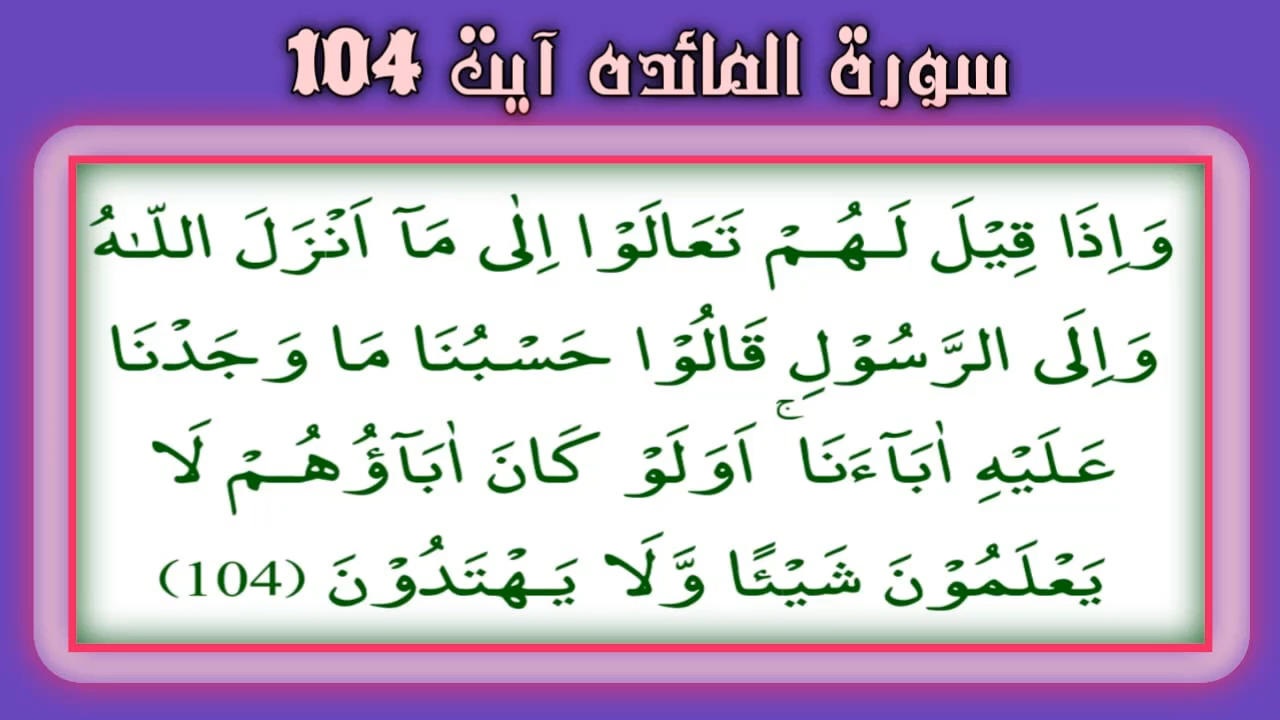 سورة المائدہ آیت 104
وَاِذَا قِيْلَ لَهُمْ تَعَالَوْا اِلٰى مَآ اَنْزَلَ اللّٰهُ
وَاِلَى الرَّسُوْلِ قَالُوْا حَسْبُنَا مَا وَجَدْنَا
عَلَيْهِ اٰبَآءَنَا ۚ اَوَلَوْ كَانَ اٰبَآؤُهُمْ لَا
يَعْلَمُوْنَ شَيْئًا وَّلَا يَهْتَدُوْنَ (104)